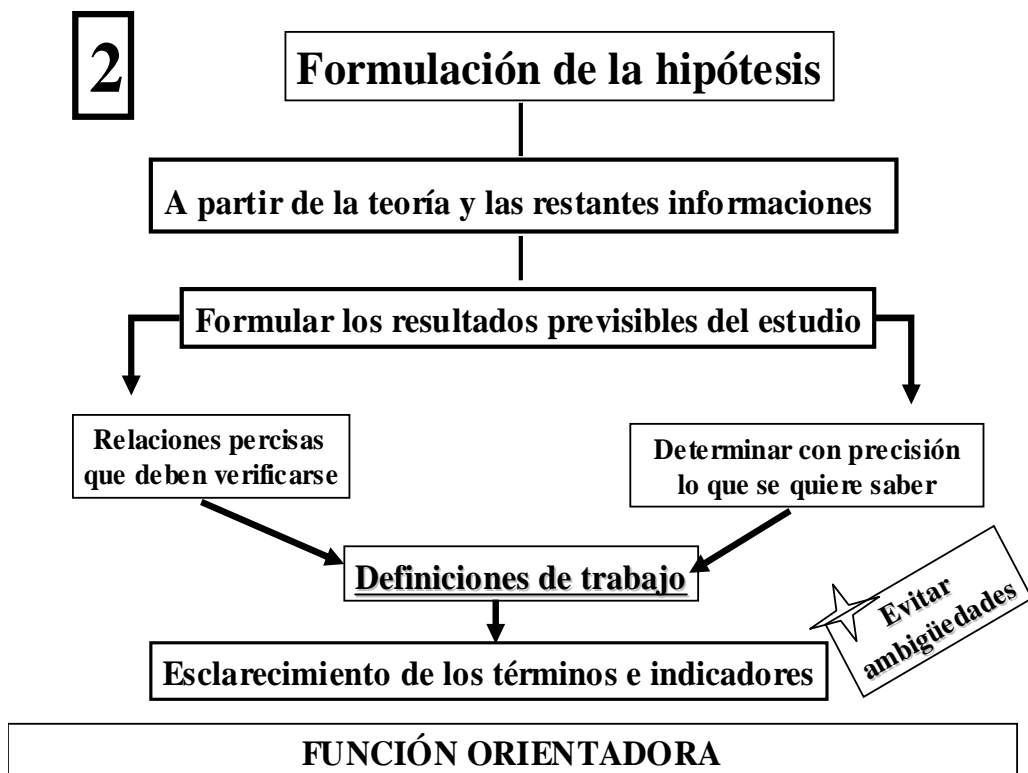 2
Formulación de la hipótesis
A partir de la teoría y las restantes informaciones
Formular los resultados previsibles del estudio
Relaciones percisas
que deben verificarse
Determinar con precisión
lo que se quiere saber
Definiciones de trabajo
Evitar
ambigüedades
Esclarecimiento de los términos e indicadores
FUNCIÓN ORIENTADORA